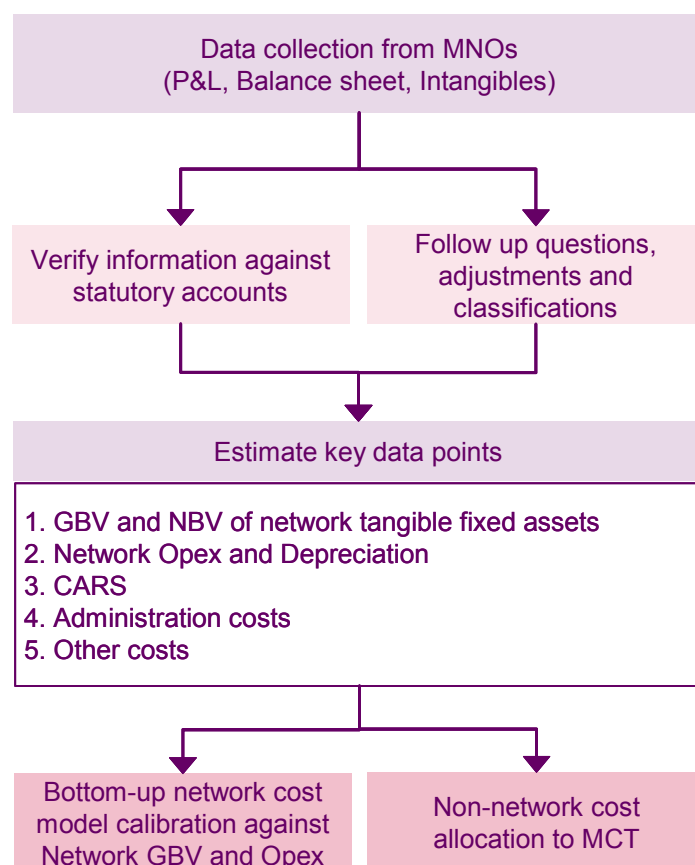 Data collection from MNOs
(P&L, Balance sheet, Intangibles)
Verify information against
statutory accounts
Follow up questions,
adjustments and
classifications
Estimate key data points
1. GBV and NBV of network tangible fixed assets
2. Network Opex and Depreciation
3. CARS
4. Administration costs
5. Other costs
Bottom-up network cost
model calibration against
Network GBV and Opex
Non-network cost
allocation to MCT